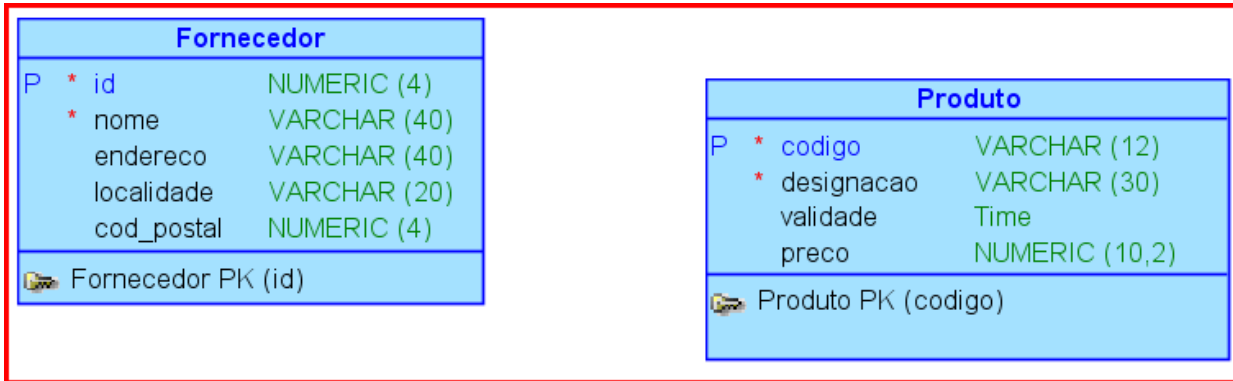 Fornecedor
P * id NUMERIC (4)
* nome VARCHAR (40)
endereco VARCHAR (40)
localidade VARCHAR (20)
cod_postal NUMERIC (4)
Fornecedor PK (id)
Produto
P * codigo VARCHAR (12)
* designacao VARCHAR (30)
validade Time
preco NUMERIC (10,2)
Produto PK (codigo)